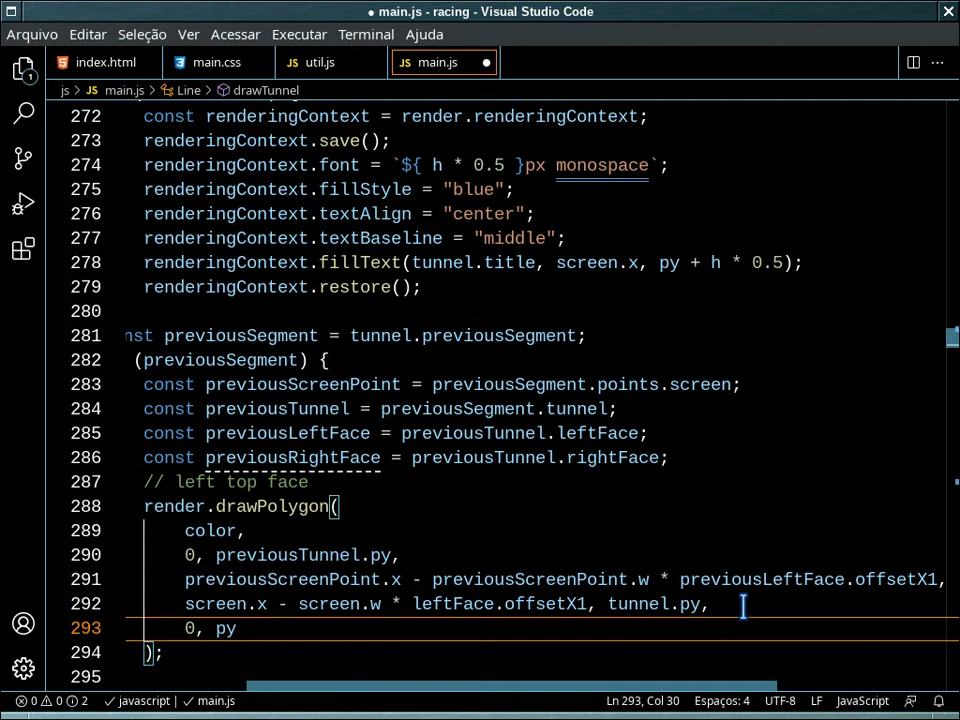 ● main.js - racing - Visual Studio Code
Arquivo Editar Seleção Ver Acessar Executar Terminal Ajuda
index.html main.css JS util.js JS main.js ●
js > JS main.js > Line > drawTunnel
272 const renderingContext = render.renderingContext;
273 renderingContext.save();
274 renderingContext.font = `${ h * 0.5 }px monospace`;
275 renderingContext.fillStyle = "blue";
276 renderingContext.textAlign = "center";
277 renderingContext.textBaseline = "middle";
278 renderingContext.fillText(tunnel.title, screen.x, py + h * 0.5);
279 renderingContext.restore();
280
281 nst previousSegment = tunnel.previousSegment;
282 (previousSegment) {
283 const previousScreenPoint = previousSegment.points.screen;
284 const previousTunnel = previousSegment.tunnel;
285 const previousLeftFace = previousTunnel.leftFace;
286 const previousRightFace = previousTunnel.rightFace;
287 // left top face
288 render.drawPolygon(
289 color,
290 0, previousTunnel.py,
291 previousScreenPoint.x - previousScreenPoint.w * previousLeftFace.offsetX1,
292 screen.x - screen.w * leftFace.offsetX1, tunnel.py,
293 0, py
294 );
295
0 0 2 javascript | main.js Ln 293, Col 30 Espaços: 4 UTF-8 LF JavaScript